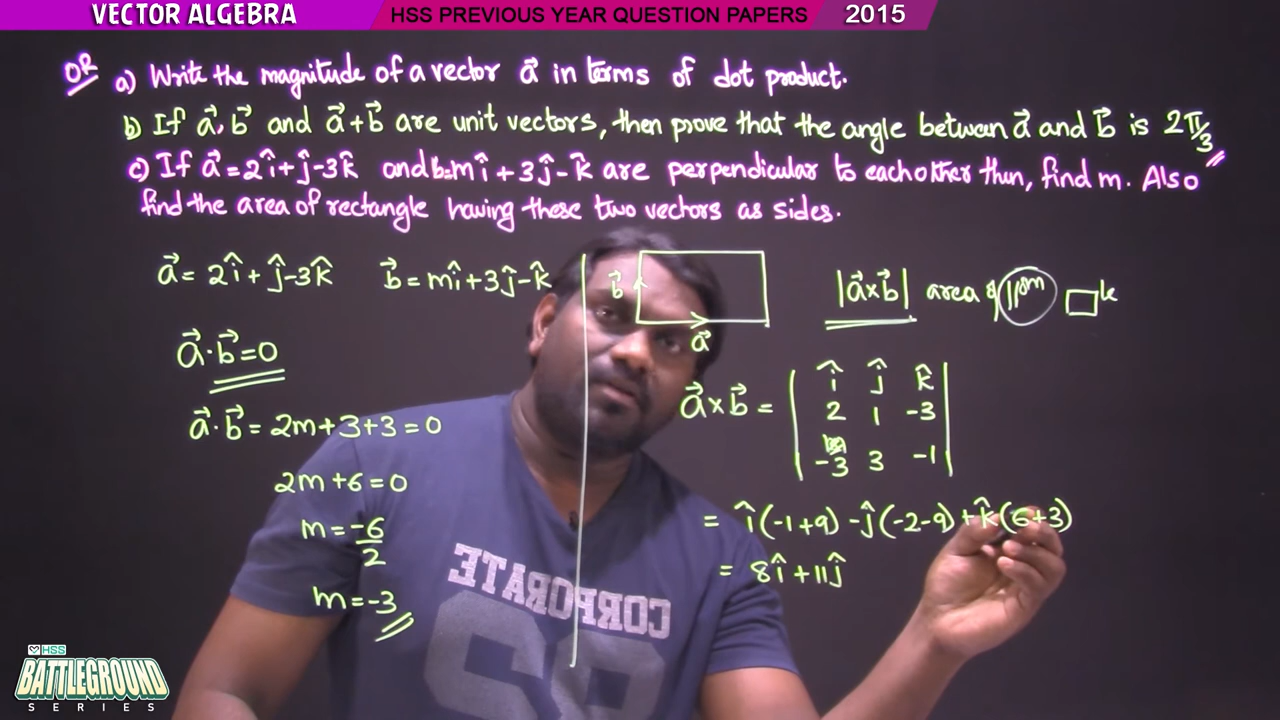 VECTOR ALGEBRA HSS PREVIOUS YEAR QUESTION PAPERS 2015
OR a) Write the magnitude of a vector a⃗ in terms of dot product.
b) If a⃗, b⃗ and a⃗+b⃗ are unit vectors, then prove that the angle between a⃗ and b⃗ is 2π/3
c) If a⃗ = 2î+ĵ-3k̂ and b=mî+3ĵ-k̂ are perpendicular to each other then, find m. Also
find the area of rectangle having these two vectors as sides.
a⃗ = 2î+ĵ-3k̂ b⃗ = mî+3ĵ-k̂
a⃗·b⃗=0
a⃗·b⃗ = 2m+3+3=0
2m+6=0
m = -6/2
m = -3
b⃗
a⃗
|a⃗×b⃗| area of
a⃗×b⃗ = | î ĵ k̂ |
| 2 1 -3 |
| -3 3 -1 |
= î(-1+9) -ĵ(-2-9) +k̂(6+3)
= 8î+11ĵ
CORPORATE
HSS
BATTLEGROUND
SERIES